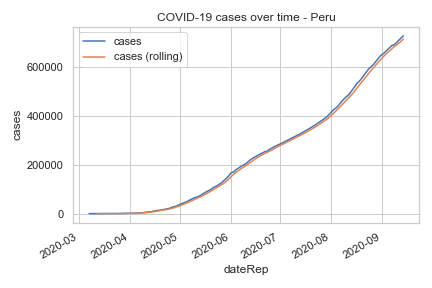 COVID-19 cases over time - Peru
cases
cases (rolling)
cases
600000
400000
200000
0
2020-03
2020-04
2020-05
2020-06
2020-07
2020-08
2020-09
dateRep